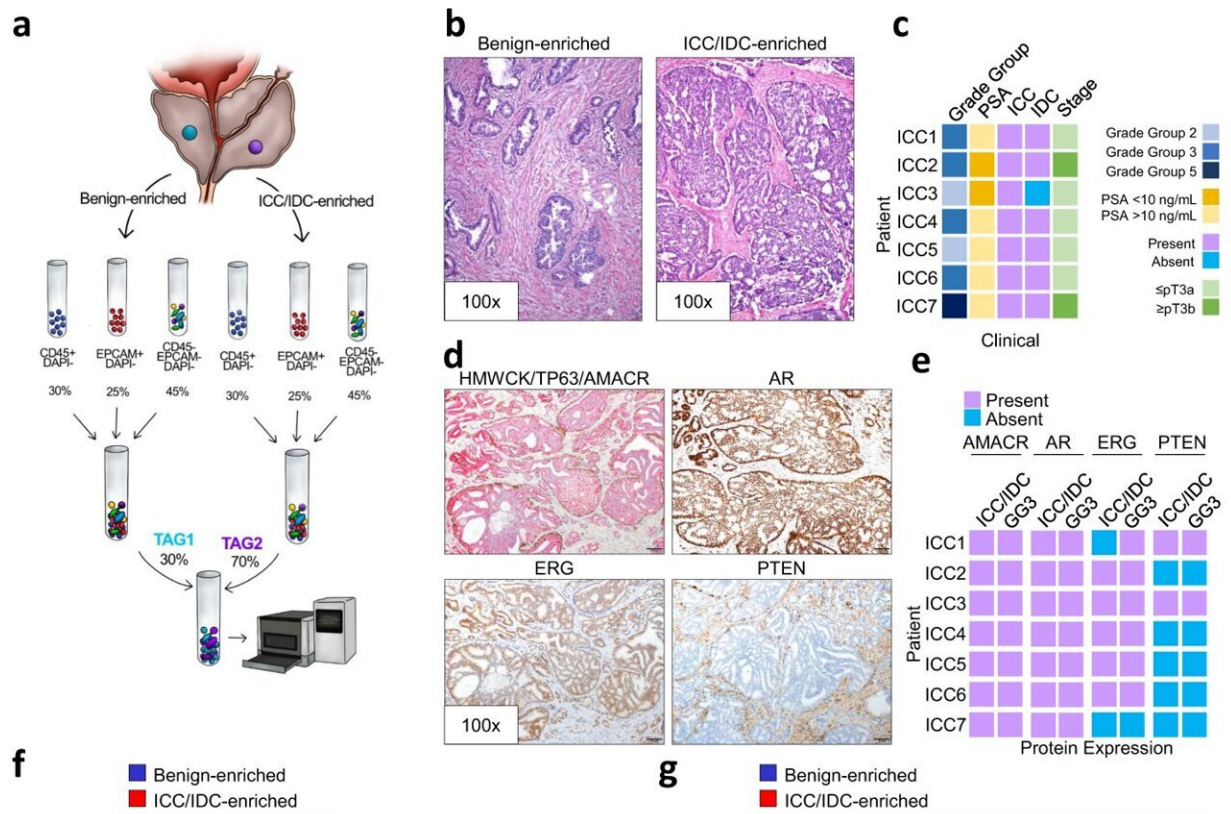 a
Benign-enriched
ICC/IDC-enriched
CD45+
DAPI-
EPCAM+
DAPI-
CD45-
EPCAM-
DAPI-
CD45+
DAPI-
EPCAM+
DAPI-
CD45-
EPCAM-
DAPI-
30%
25%
45%
30%
25%
45%
TAG1
30%
TAG2
70%
b
Benign-enriched
ICC/IDC-enriched
100x
100x
c
Grade Group
PSA
ICC
IDC
Stage
Patient
ICC1
ICC2
ICC3
ICC4
ICC5
ICC6
ICC7
Clinical
Grade Group 2
Grade Group 3
Grade Group 5
PSA <10 ng/mL
PSA >10 ng/mL
Present
Absent
≤pT3a
≥pT3b
d
HMWCK/TP63/AMACR
AR
ERG
PTEN
100x
e
Present
Absent
AMACR
AR
ERG
PTEN
ICC/IDC
GG3
ICC/IDC
GG3
ICC/IDC
GG3
ICC/IDC
GG3
Patient
ICC1
ICC2
ICC3
ICC4
ICC5
ICC6
ICC7
Protein Expression
f
Benign-enriched
ICC/IDC-enriched
g
Benign-enriched
ICC/IDC-enriched